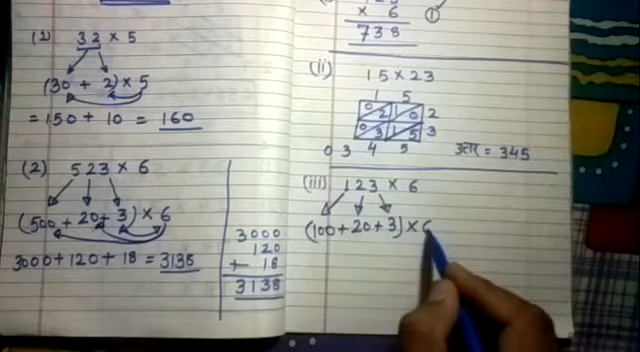 (1) 32 × 5
(30 + 2) × 5
= 150 + 10 = 160
(2) 523 × 6
(500 + 20 + 3) × 6
3000 + 120 + 18 = 3138
3000
120
+ 18
3138
× 6
738
①
(ii) 15 × 23
1 5
0 2 1 0 2
0 3 1 5 3
0 3 4 5
उत्तर = 345
(iii) 123 × 6
(100 + 20 + 3) × 6